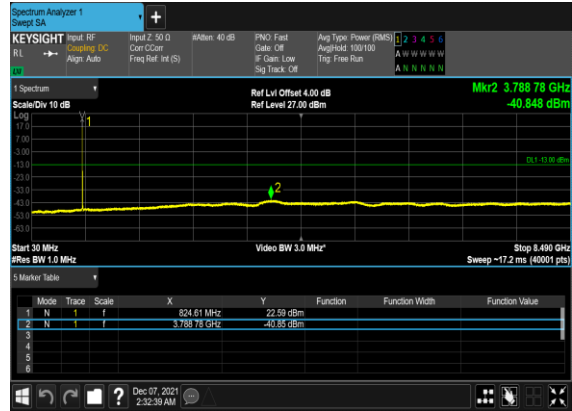 Spectrum Analyzer 1
Swept SA
+
KEYSIGHT Input: RF Input Z: 50 Ω #Atten: 40 dB PNO: Fast Avg Type: Power (RMS) 1 2 3 4 5 6
RL Coupling: DC Corr CCorr Gate: Off Avg|Hold: 100/100 A W W W W W
Align: Auto Freq Ref: Int (S) IF Gain: Low Trig: Free Run
LW Sig Track: Off A N N N N N
1 Spectrum Ref Lvl Offset 4.00 dB Mkr2 3.788 78 GHz
Scale/Div 10 dB Ref Level 27.00 dBm -40.848 dBm
Log
17.0 1
7.00
-3.00
-13.0 DL1 -13.00 dBm
-23.0
-33.0 2
-43.0
-53.0
-63.0
Start 30 MHz Video BW 3.0 MHz* Stop 8.490 GHz
#Res BW 1.0 MHz Sweep ~17.2 ms (40001 pts)
5 Marker Table
Mode Trace Scale X Y Function Function Width Function Value
1 N 1 f 824.61 MHz 22.59 dBm
2 N 1 f 3.788 78 GHz -40.85 dBm
3
4
5
6
? Dec 07, 2021
2:32:39 AM